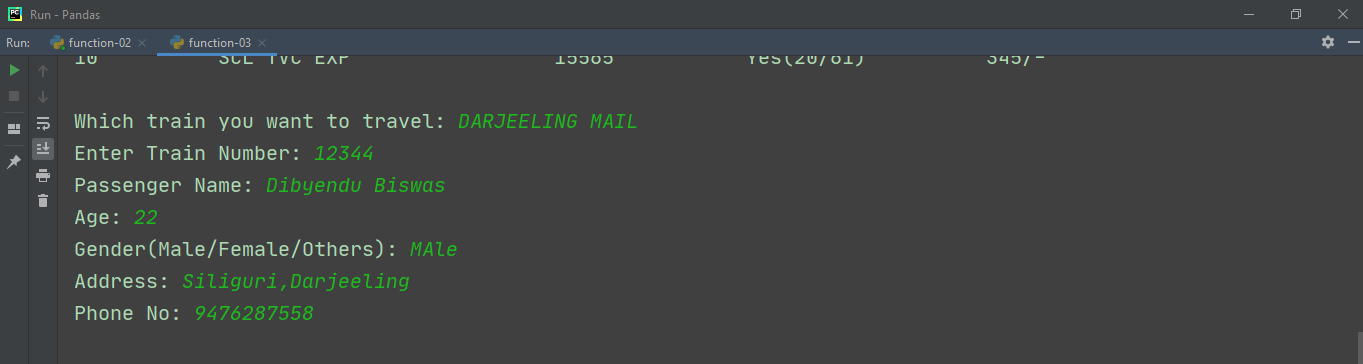 Run - Pandas
Run: function-02 function-03
10 SCL TVC EXP 15585 Yes(20/81) 345/-
Which train you want to travel: DARJEELING MAIL
Enter Train Number: 12344
Passenger Name: Dibyendu Biswas
Age: 22
Gender(Male/Female/Others): MAle
Address: Siliguri,Darjeeling
Phone No: 9476287558